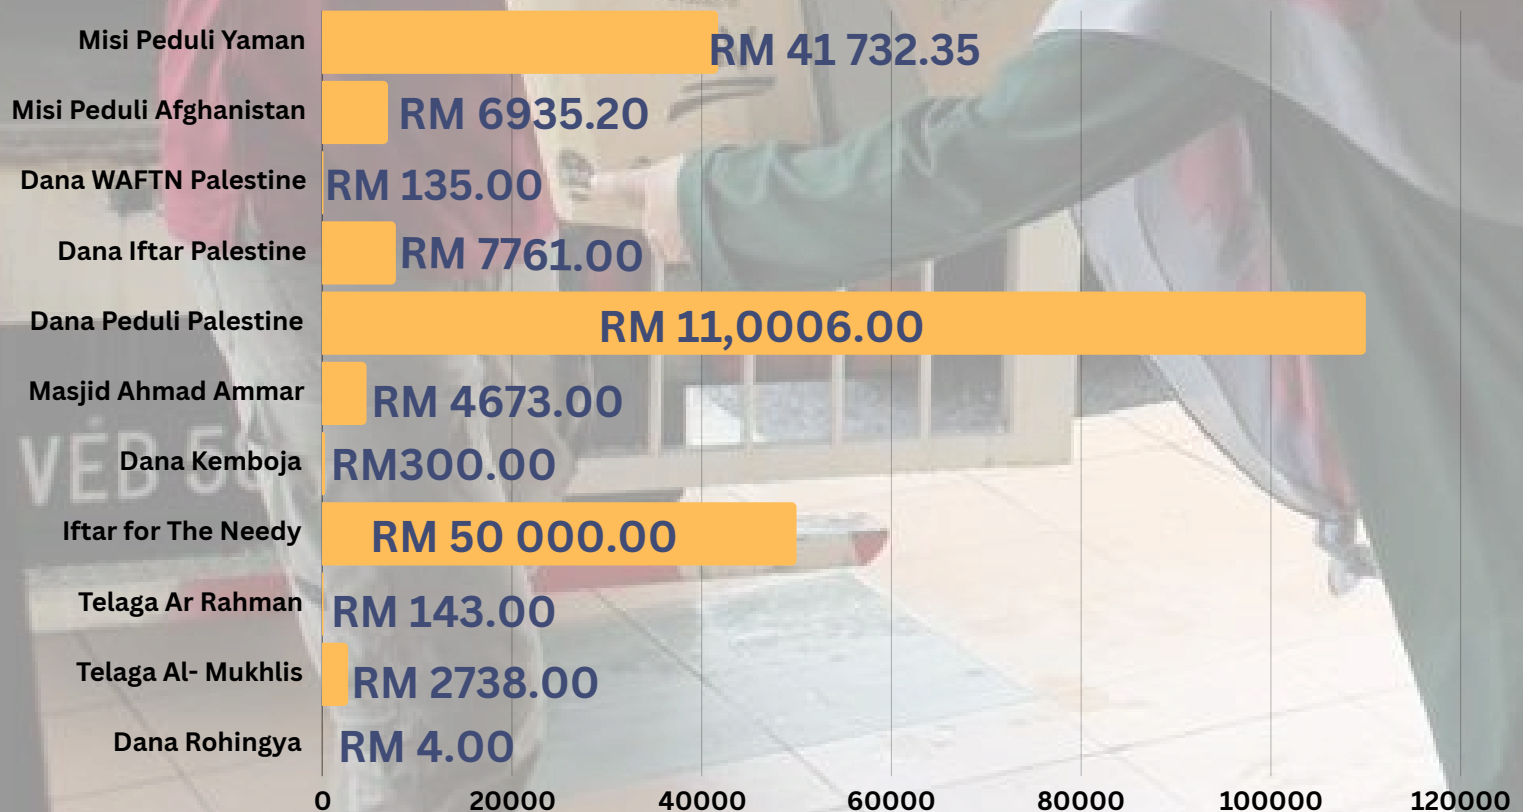 Misi Peduli Yaman RM 41 732.35
Misi Peduli Afghanistan RM 6935.20
Dana WAFTN Palestine RM 135.00
Dana Iftar Palestine RM 7761.00
Dana Peduli Palestine RM 11,0006.00
Masjid Ahmad Ammar RM 4673.00
VEB
Dana Kemboja RM300.00
Iftar for The Needy RM 50 000.00
Telaga Ar Rahman RM 143.00
Telaga Al- Mukhlis RM 2738.00
Dana Rohingya RM 4.00
0 20000 40000 60000 80000 100000 120000